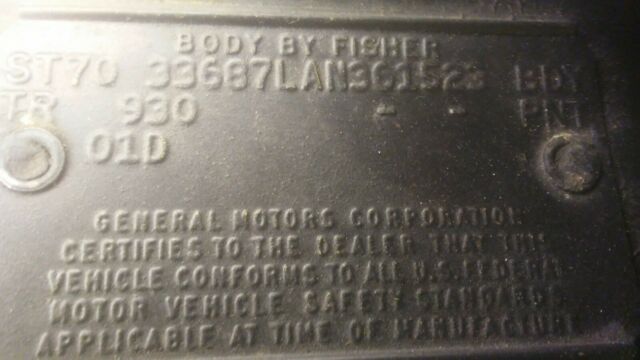 BODY BY FISHER
ST70 33687LAN361523 BDY
TR 930 - - PNT
01D
GENERAL MOTORS CORPORATION
CERTIFIES TO THE DEALER THAT THIS
VEHICLE CONFORMS TO ALL U.S. FEDERAL
MOTOR VEHICLE SAFETY STANDARDS
APPLICABLE AT TIME OF MANUFACTURE